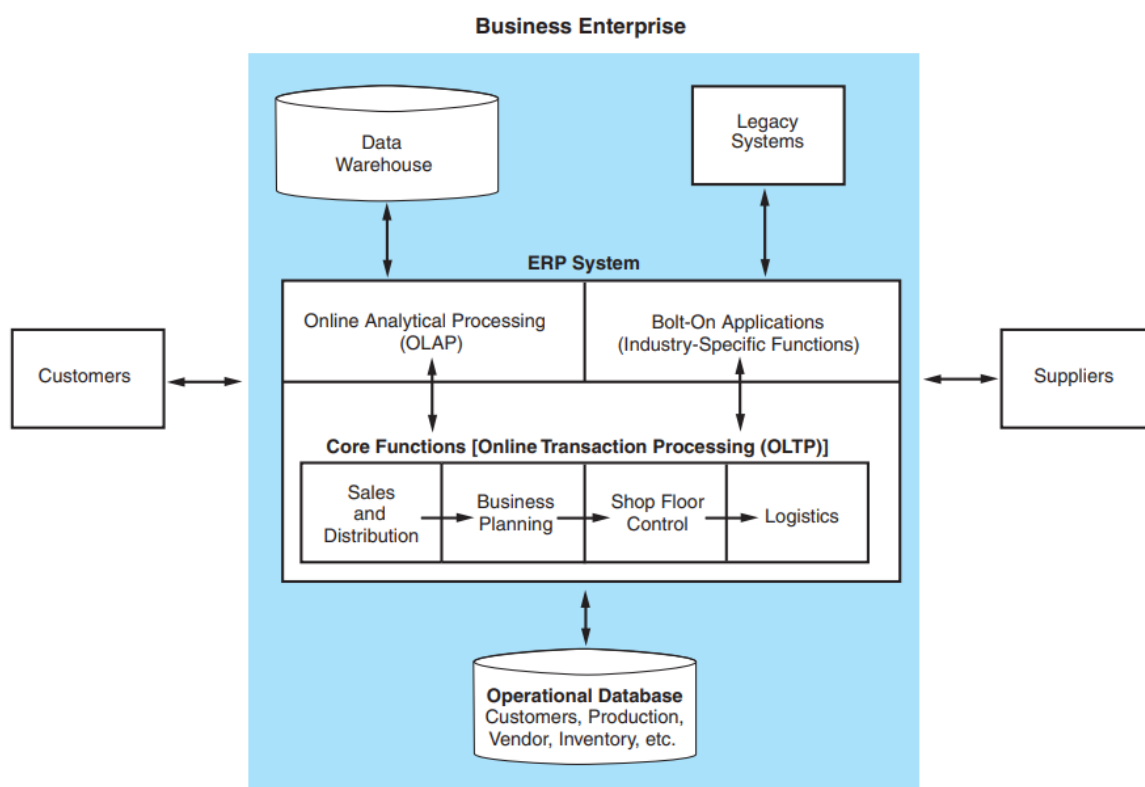 Business Enterprise
Data
Warehouse
Legacy
Systems
ERP System
Online Analytical Processing
(OLAP)
Bolt-On Applications
(Industry-Specific Functions)
Customers
Suppliers
Core Functions [Online Transaction Processing (OLTP)]
Sales
and
Distribution
Business
Planning
Shop Floor
Control
Logistics
Operational Database
Customers, Production,
Vendor, Inventory, etc.